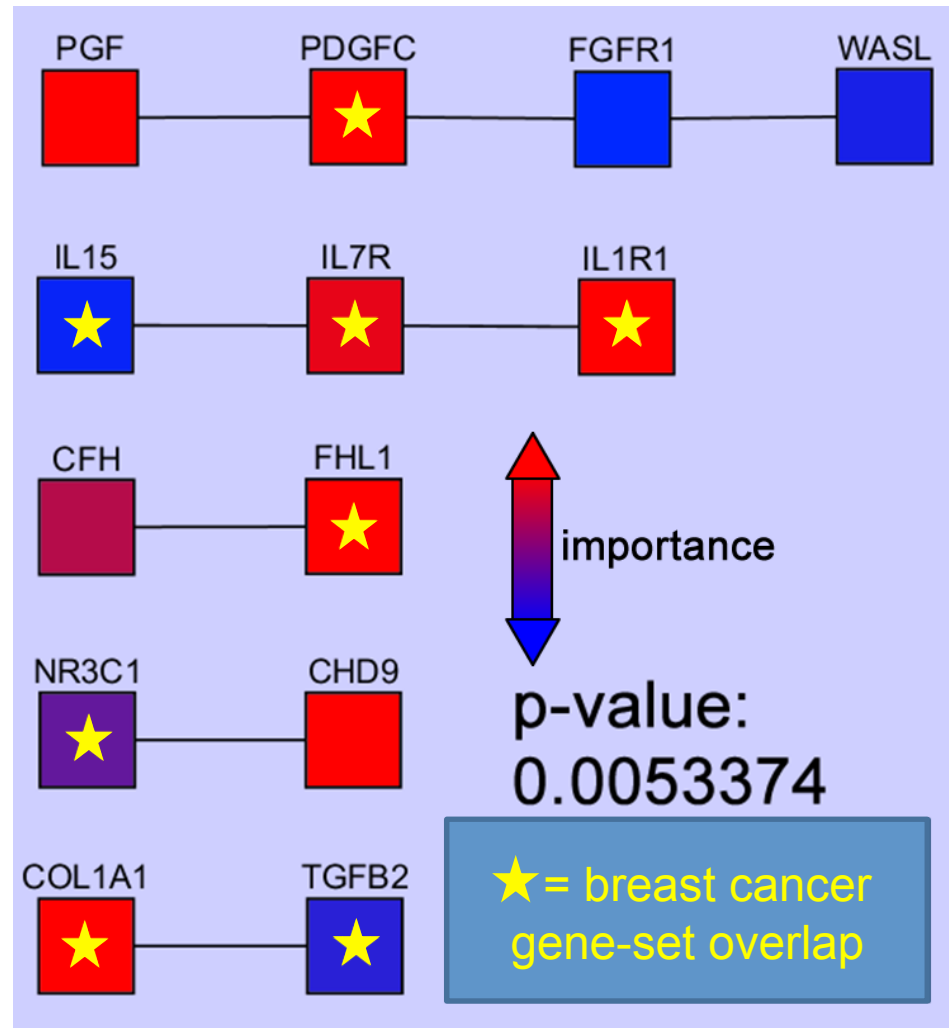 PGF PDGFC FGFR1 WASL
IL15 IL7R IL1R1
CFH FHL1
importance
NR3C1 CHD9
p-value:
0.0053374
COL1A1 TGFB2
★= breast cancer
gene-set overlap